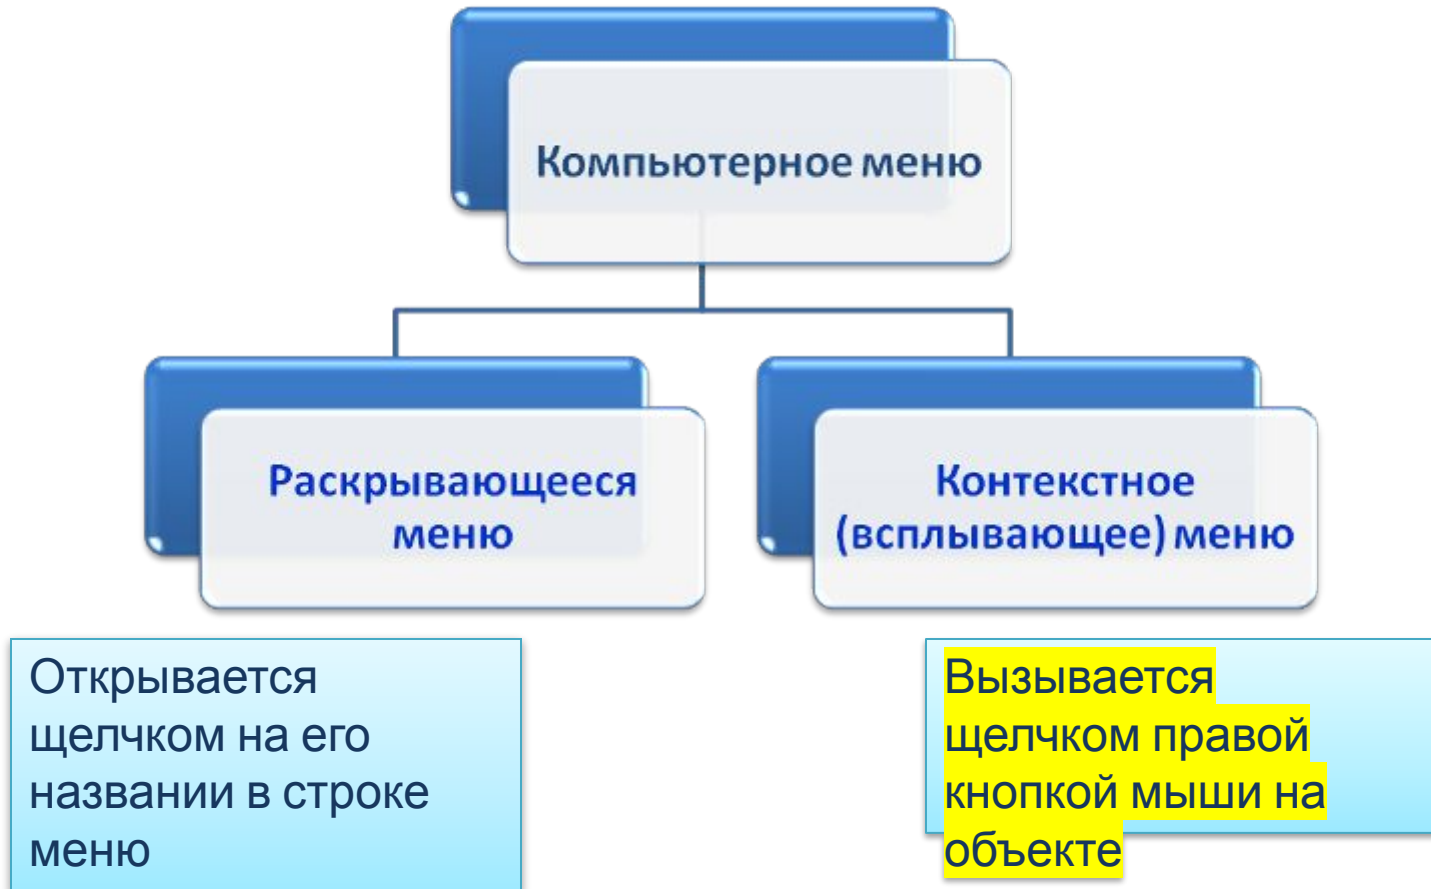 Компьютерное меню
Раскрывающееся
меню
Контекстное
(всплывающее) меню
Открывается
щелчком на его
названии в строке
меню
Вызывается
щелчком правой
кнопкой мыши на
объекте